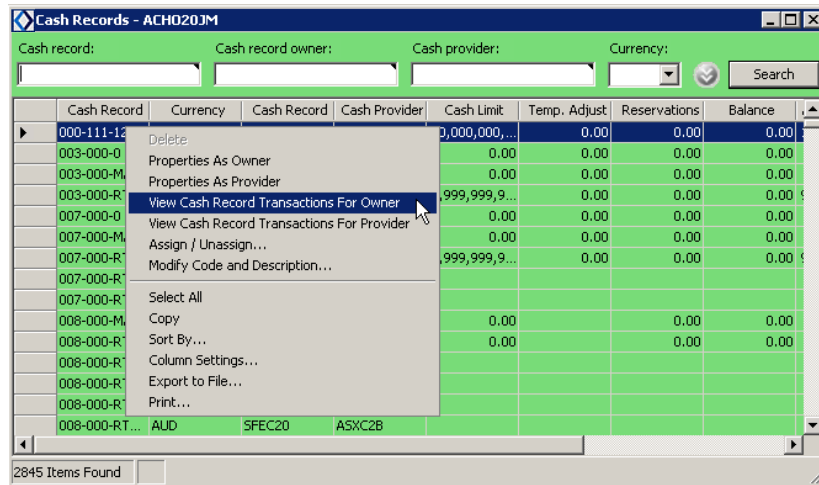 Cash Records - ACHO20JM
Cash record: Cash record owner: Cash provider: Currency:
Search
Cash Record Currency Cash Record Cash Provider Cash Limit Temp. Adjust Reservations Balance
000-111-12 0,000,000,... 0.00 0.00 0.00
003-000-0 0.00 0.00 0.00 0.00
003-000-M 0.00 0.00 0.00 0.00
003-000-R ,999,999,9... 0.00 0.00 0.00
007-000-0 0.00 0.00 0.00 0.00
007-000-M 0.00 0.00 0.00 0.00
007-000-R ,999,999,9... 0.00 0.00 0.00
007-000-R
007-000-R
008-000-M 0.00 0.00 0.00
008-000-R 0.00 0.00 0.00
008-000-R
008-000-R
008-000-R
008-000-RT... AUD SFEC20 ASXC2B
Delete
Properties As Owner
Properties As Provider
View Cash Record Transactions For Owner
View Cash Record Transactions For Provider
Assign / Unassign...
Modify Code and Description...
Select All
Copy
Sort By...
Column Settings...
Export to File...
Print...
2845 Items Found